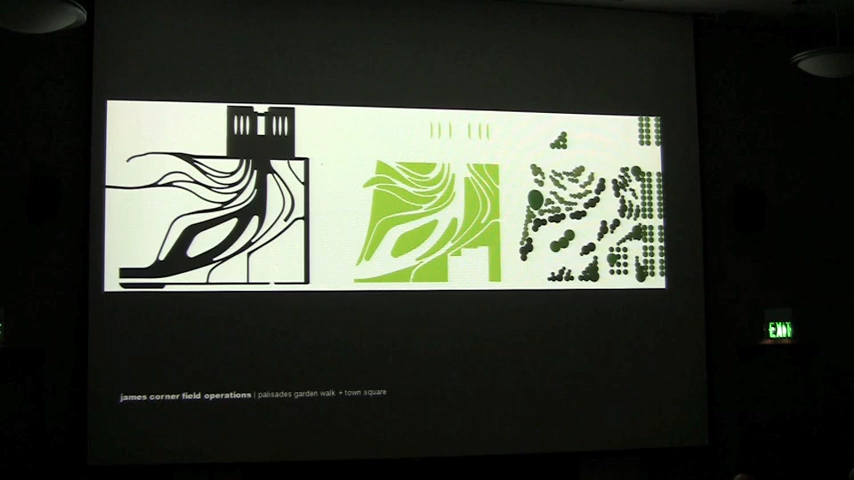 EXIT
james corner field operations | palisades garden walk + town square